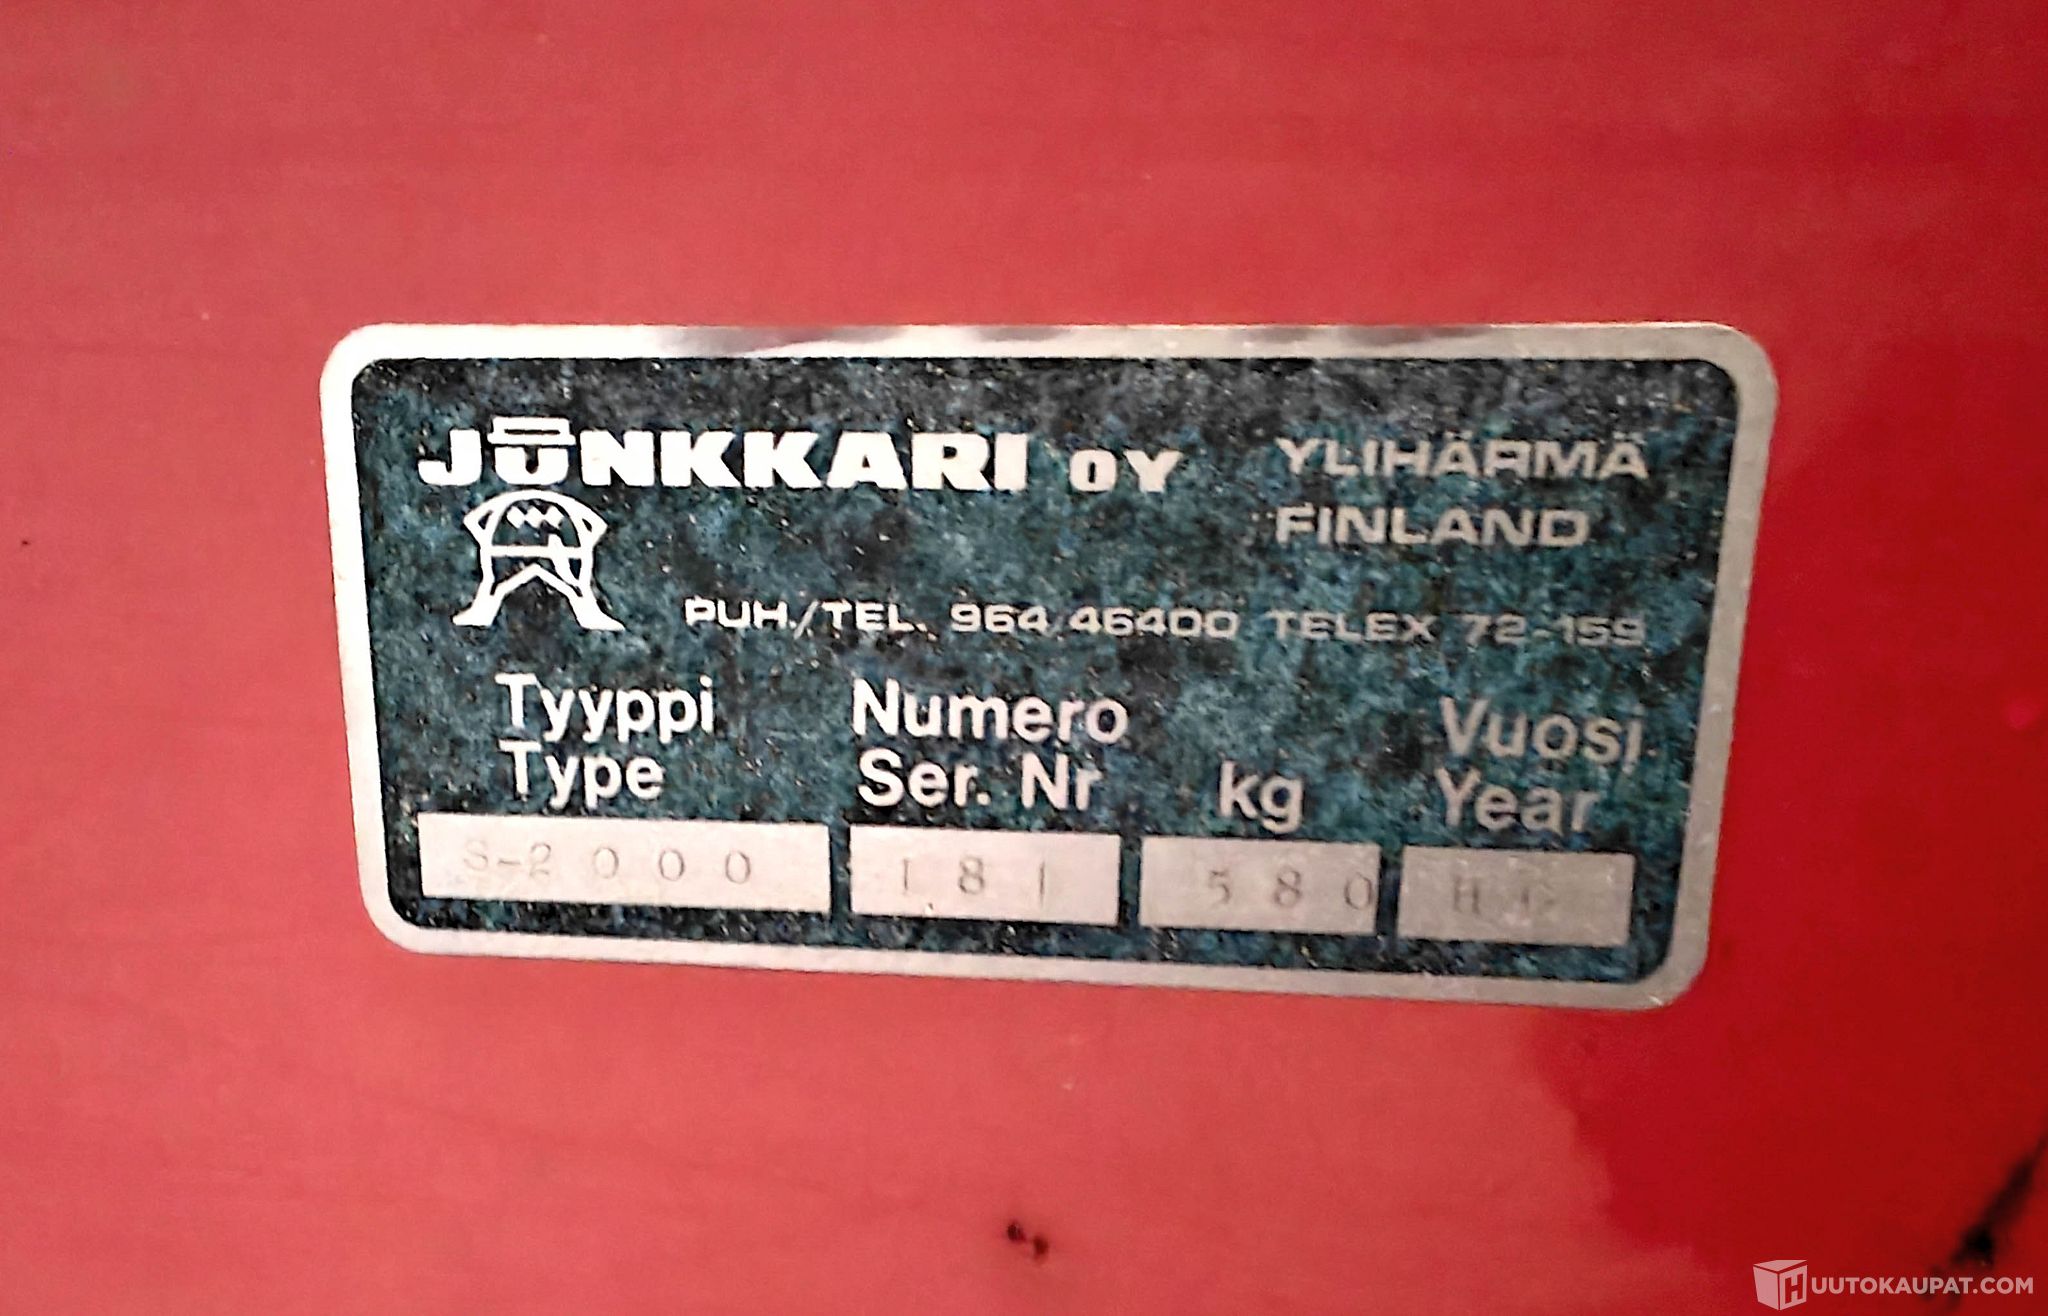 JUNKKARI OY YLIHÄRMÄ
FINLAND
PUH./TEL. 964/46400 TELEX 72-159
Tyyppi Numero Vuosi
Type Ser. Nr kg Year
S-2000 181 580
HUUTOKAUPAT.COM